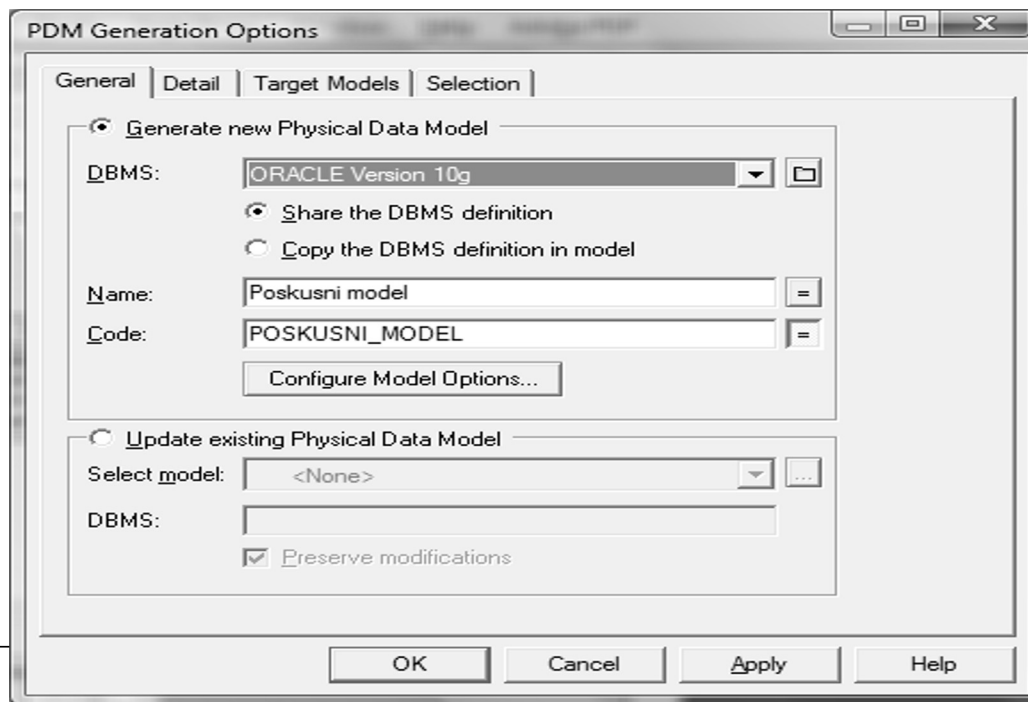 PDM Generation Options
General Detail Target Models Selection
Generate new Physical Data Model
DBMS: ORACLE Version 10g
Share the DBMS definition
Copy the DBMS definition in model
Name: Poskusni model =
Code: POSKUSNI_MODEL =
Configure Model Options...
Update existing Physical Data Model
Select model: <None> ...
DBMS:
Preserve modifications
OK Cancel Apply Help